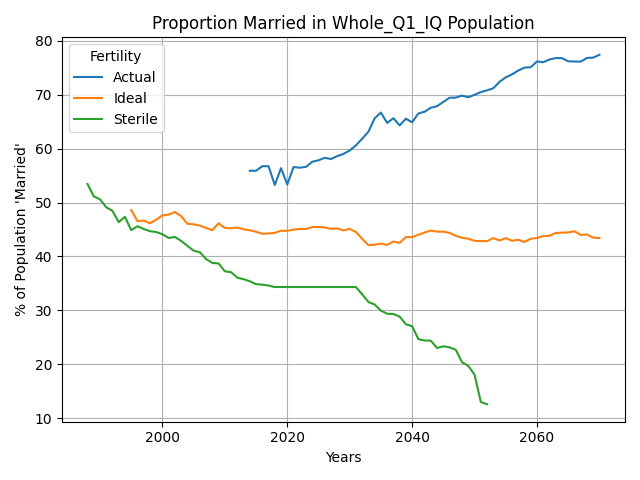 Proportion Married in Whole_Q1_IQ Population
80
70
60
50
40
30
20
10
% of Population 'Married'
Fertility
Actual
Ideal
Sterile
2000
2020
2040
2060
Years